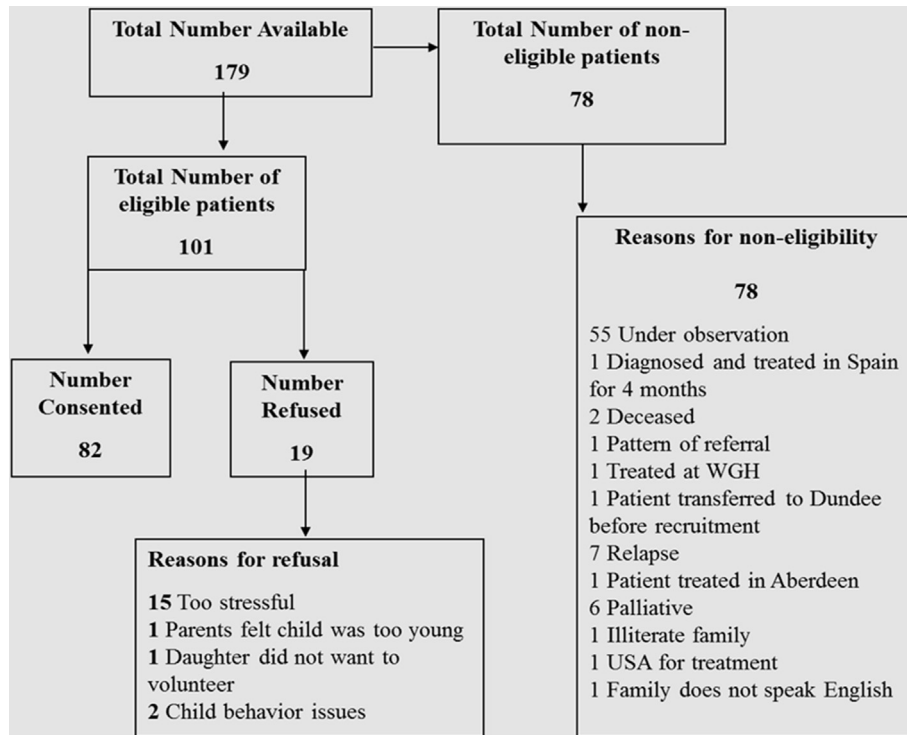 Total Number Available
179
Total Number of non-
eligible patients
78
Total Number of
eligible patients
101
Number
Consented
82
Number
Refused
19
Reasons for refusal
15 Too stressful
1 Parents felt child was too young
1 Daughter did not want to
volunteer
2 Child behavior issues
Reasons for non-eligibility
78
55 Under observation
1 Diagnosed and treated in Spain
for 4 months
2 Deceased
1 Pattern of referral
1 Treated at WGH
1 Patient transferred to Dundee
before recruitment
7 Relapse
1 Patient treated in Aberdeen
6 Palliative
1 Illiterate family
1 USA for treatment
1 Family does not speak English